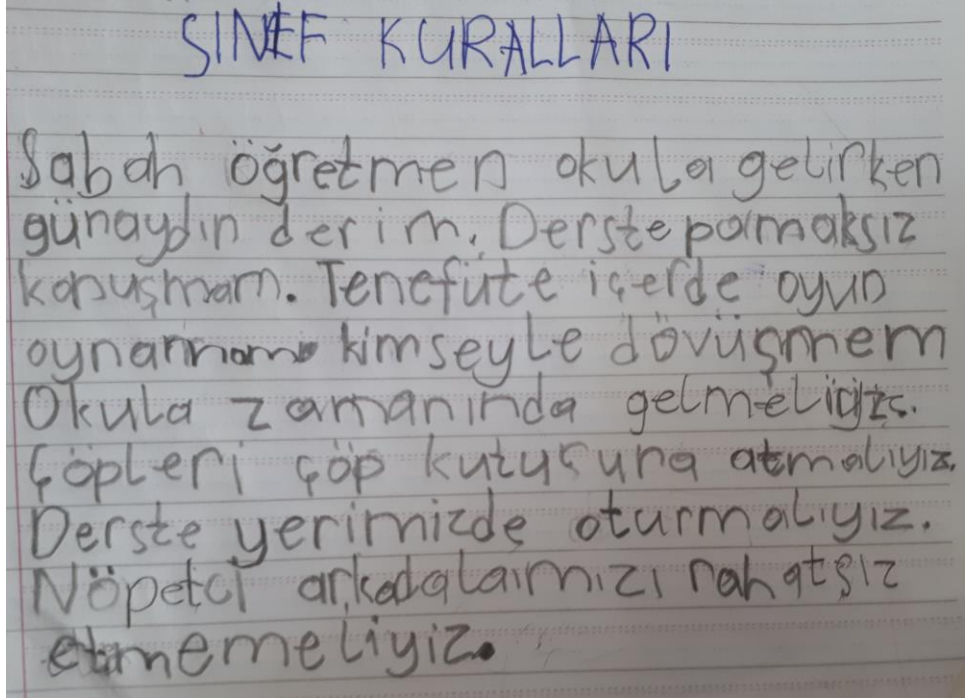 SINIF KURALLARI
Sabah öğretmen okula gelirken
günaydın derim. Derste parmaksız
konuşmam. Tenefüte içerde oyun
oynamam. kimseyle dövüşmem
Okula zamanında gelmeliyiz.
Çöpleri çöp kutusuna atmalıyız.
Derste yerimizde oturmalıyız.
Nöpetci arkadalarmızı rahatsız
etmemeliyiz.